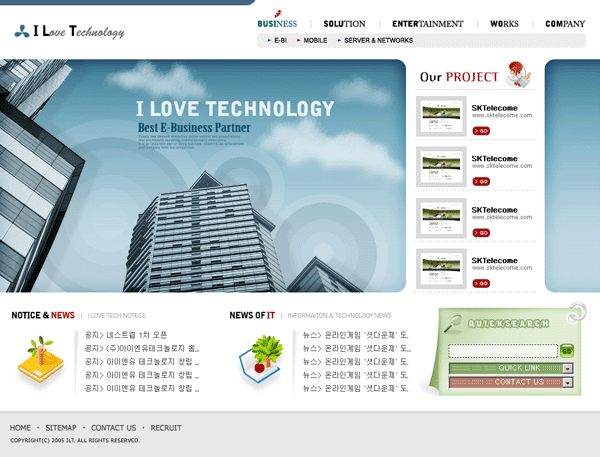 I Love Technology
BUSINESS SOLUTION ENTERTAINMENT WORKS COMPANY
E-BI MOBILE SERVER & NETWORKS
I LOVE TECHNOLOGY
Best E-Business Partner
Our PROJECT
SKTelecome
www.sktelecome.com
GO
SKTelecome
www.sktelecome.com
GO
SKTelecome
www.sktelecome.com
GO
SKTelecome
www.sktelecome.com
GO
NOTICE & NEWS | I LOVE TECH NOTECE
공지> 네스트랩 1차 오픈
공지> (주)아이엔유테크놀로지 홈...
공지> 아이엔유 테크놀로지 창립 ...
공지> 아이엔유 테크놀로지 창립 ...
공지> 아이엔유 테크놀로지 창립 ...
NEWS OF IT | INFORMAITON & TECHNOLOGY NEWS
뉴스> 온라인게임 '셧다운제' 도,
뉴스> 온라인게임 '셧다운제' 도...
뉴스> 온라인게임 '셧다운제' 도,
뉴스> 온라인게임 '셧다운제' 도,
뉴스> 온라인게임 '셧다운제' 도,
QUICKSEARCH
GO
QUICK LINK
CONTACT US
HOME · SITEMAP · CONTACT US · RECRUIT
COPYRIGHT(C) 2005 ILT. ALL RIGHTS RESERVED.